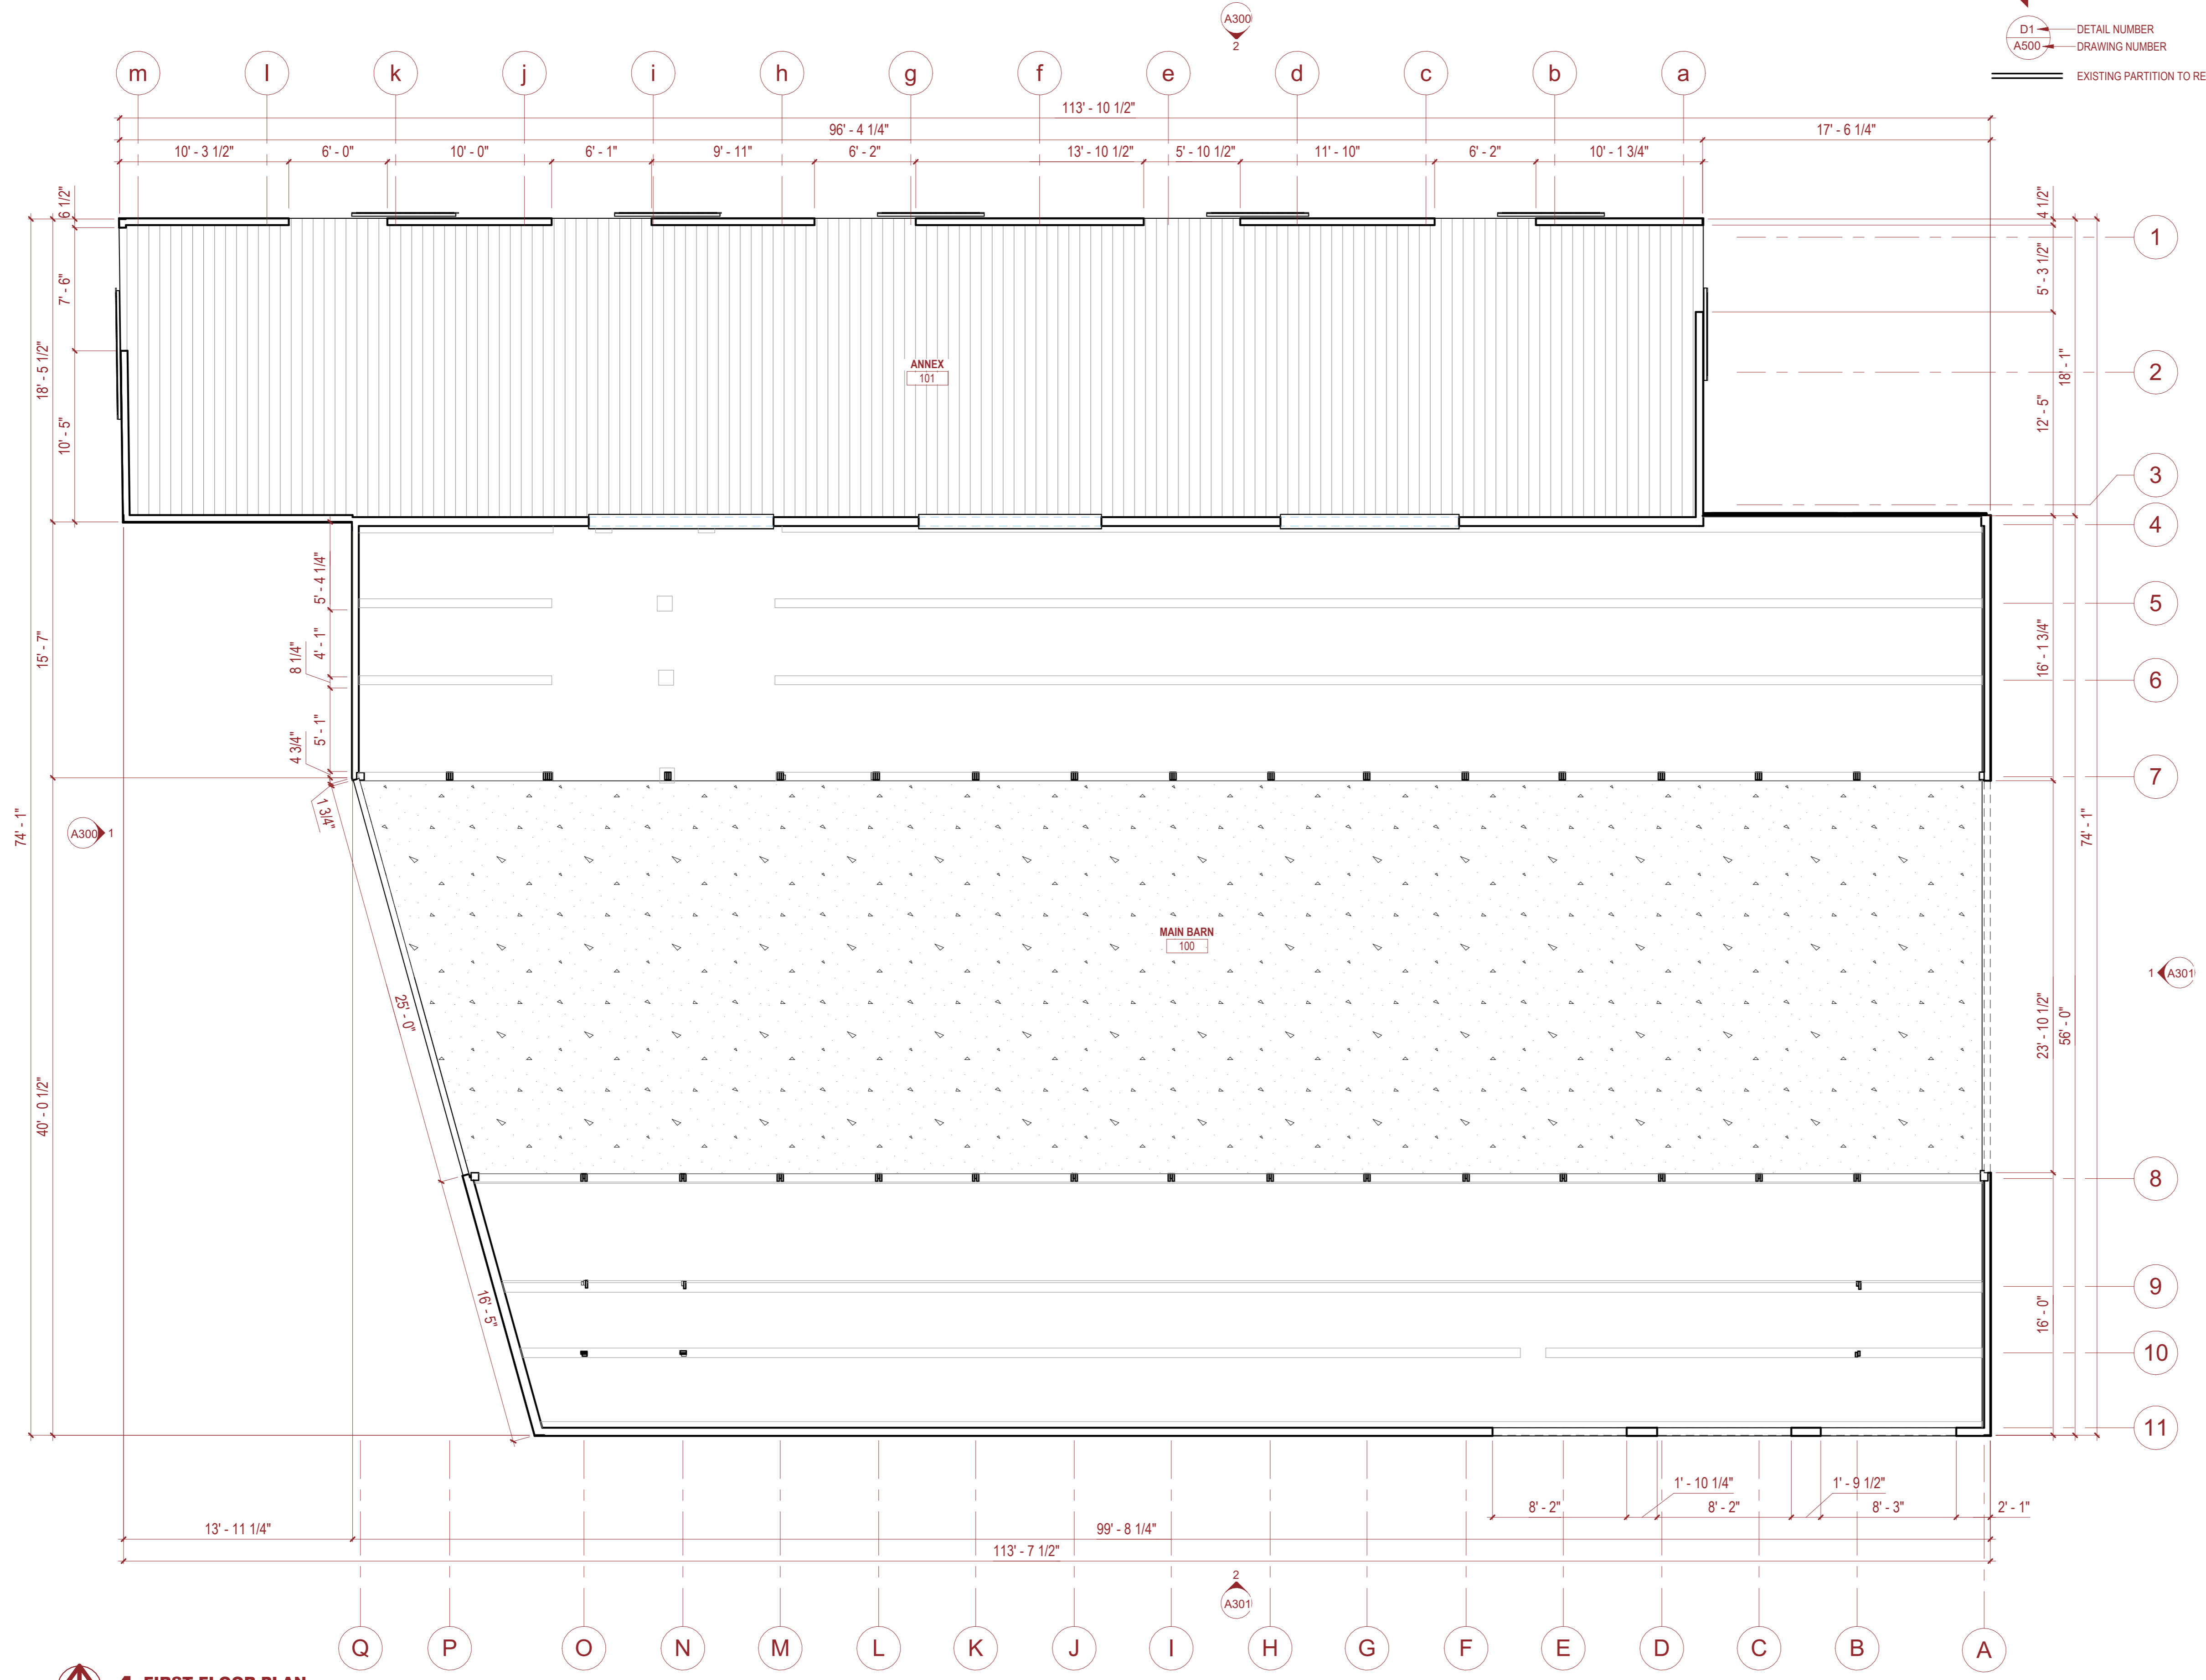 A300
2
D1
DETAIL NUMBER
A500
DRAWING NUMBER
EXISTING PARTITION TO RE
m l k j i h g f e d c b a
113' - 10 1/2"
96' - 4 1/4"
17' - 6 1/4"
10' - 3 1/2"
6' - 0"
10' - 0"
6' - 1"
9' - 11"
6' - 2"
13' - 10 1/2"
5' - 10 1/2"
11' - 10"
6' - 2"
10' - 1 3/4"
6 1/2"
7' - 6"
18' - 5 1/2"
10' - 5"
4 1/2"
5' - 3 1/2"
18' - 1"
12' - 5"
1
2
3
4
5
6
7
8
9
10
11
ANNEX
101
5' - 4 1/4"
4' - 1"
8 1/4"
15' - 7"
5' - 1"
4 3/4"
1 3/4"
16' - 1 3/4"
74' - 1"
A300
1
74' - 1"
MAIN BARN
100
25' - 0"
40' - 0 1/2"
23' - 10 1/2"
56' - 0"
1
A301
16' - 5"
16' - 0"
1' - 10 1/4"
1' - 9 1/2"
8' - 2"
8' - 2"
8' - 3"
2' - 1"
13' - 11 1/4"
99' - 8 1/4"
113' - 7 1/2"
2
A301
Q P O N M L K J I H G F E D C B A
1 FIRST FLOOR PLAN